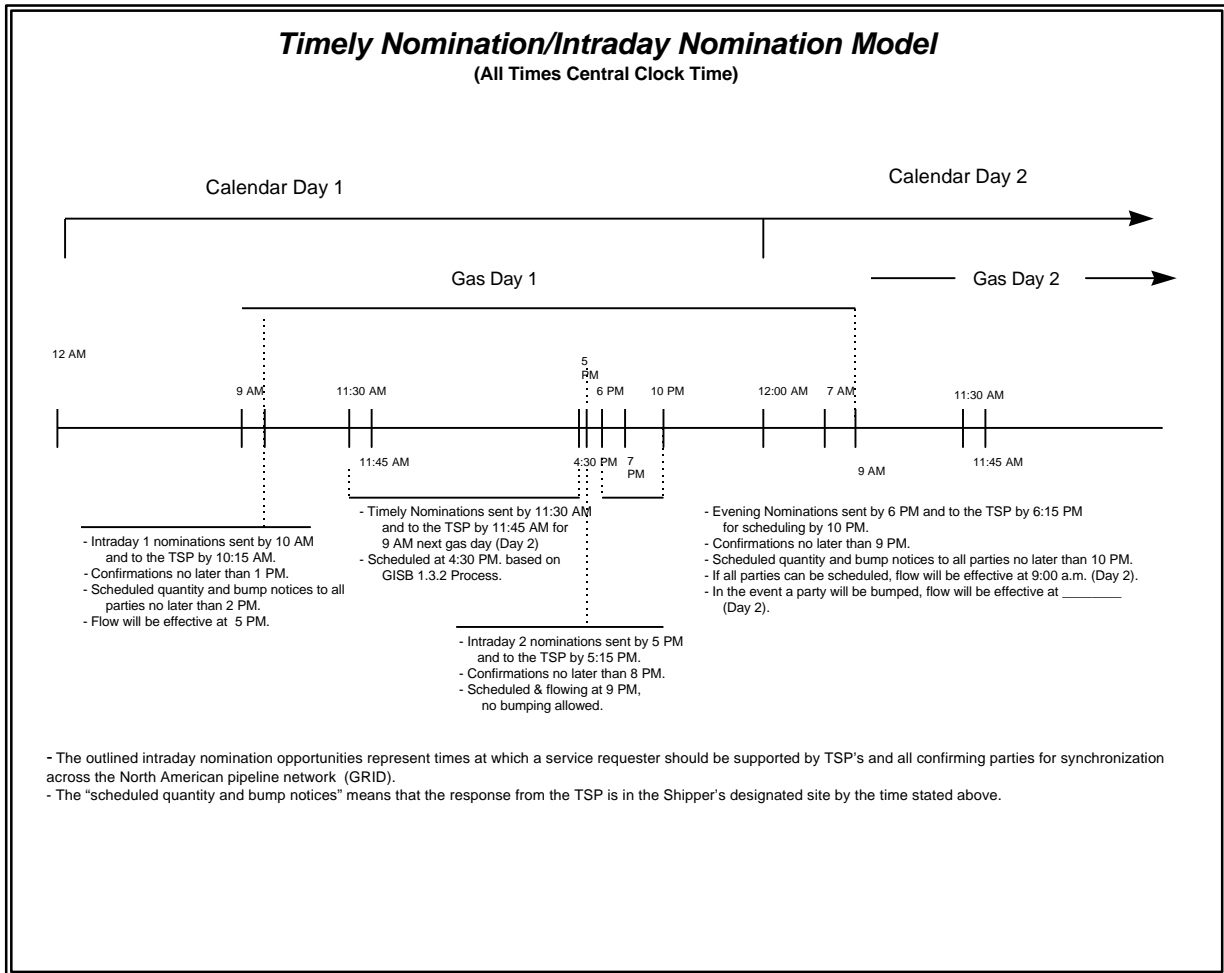 Timely Nomination/Intraday Nomination Model
(All Times Central Clock Time)
Calendar Day 1
Calendar Day 2
Gas Day 1
Gas Day 2
12 AM
9 AM
11:30 AM
5
PM
6 PM
10 PM
12:00 AM
7 AM
11:30 AM
11:45 AM
4:30 PM
7
PM
9 AM
11:45 AM
- Intraday 1 nominations sent by 10 AM
and to the TSP by 10:15 AM.
- Confirmations no later than 1 PM.
- Scheduled quantity and bump notices to all
parties no later than 2 PM.
- Flow will be effective at 5 PM.
- Timely Nominations sent by 11:30 AM
and to the TSP by 11:45 AM for
9 AM next gas day (Day 2)
- Scheduled at 4:30 PM. based on
GISB 1.3.2 Process.
- Evening Nominations sent by 6 PM and to the TSP by 6:15 PM
for scheduling by 10 PM.
- Confirmations no later than 9 PM.
- Scheduled quantity and bump notices to all parties no later than 10 PM.
- If all parties can be scheduled, flow will be effective at 9:00 a.m. (Day 2).
- In the event a party will be bumped, flow will be effective at ________
(Day 2).
- Intraday 2 nominations sent by 5 PM
and to the TSP by 5:15 PM.
- Confirmations no later than 8 PM.
- Scheduled & flowing at 9 PM,
no bumping allowed.
- The outlined intraday nomination opportunities represent times at which a service requester should be supported by TSP's and all confirming parties for synchronization
across the North American pipeline network (GRID).
- The “scheduled quantity and bump notices” means that the response from the TSP is in the Shipper’s designated site by the time stated above.